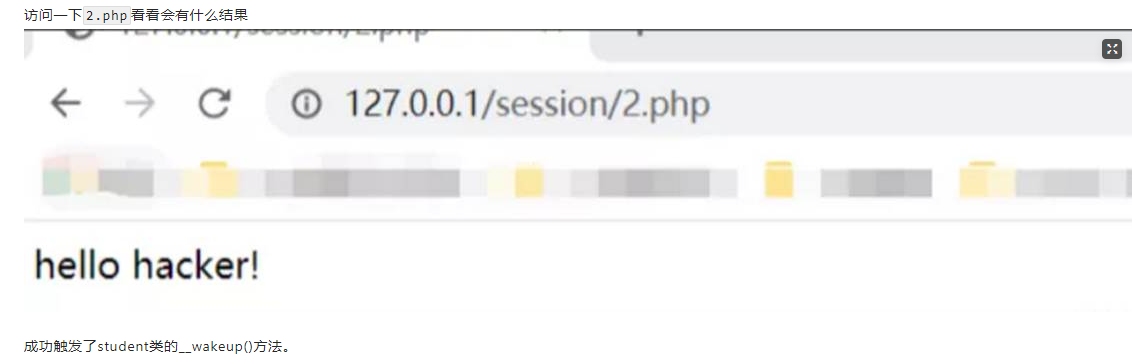 访问一下2.php看看会有什么结果
127.0.0.1/session/2.php
hello hacker!
成功触发了student类的__wakeup()方法。